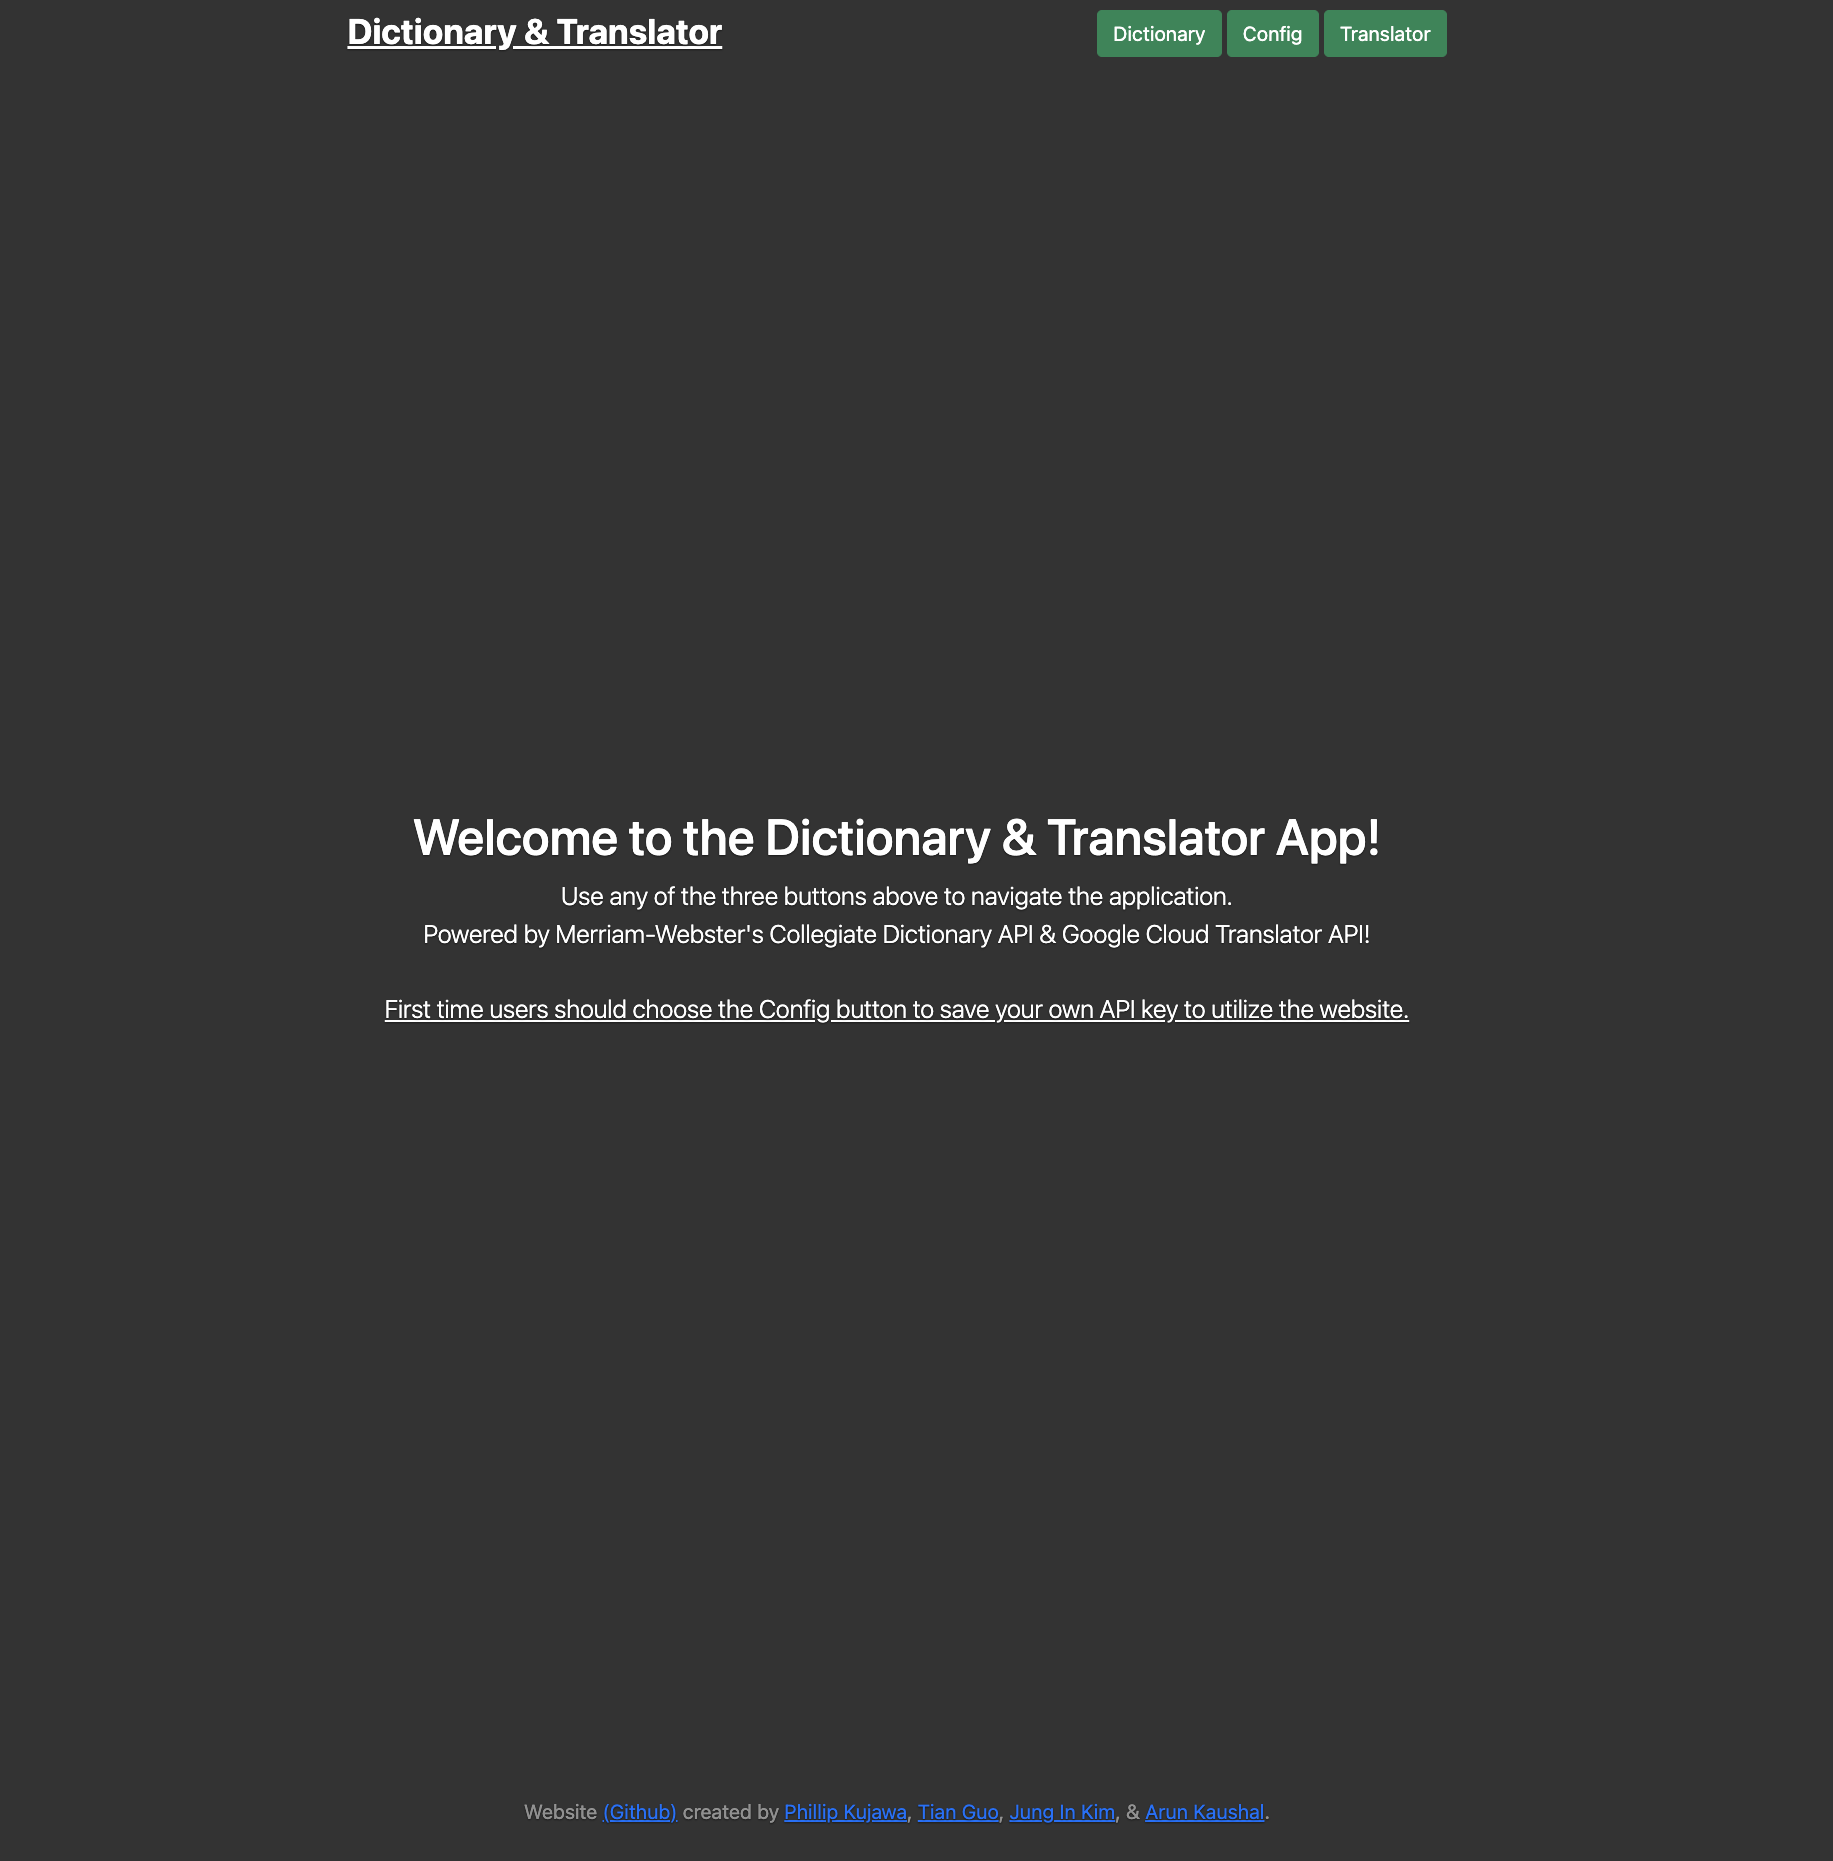 Dictionary & Translator
Dictionary Config Translator
Welcome to the Dictionary & Translator App!
Use any of the three buttons above to navigate the application.
Powered by Merriam-Webster's Collegiate Dictionary API & Google Cloud Translator API!
First time users should choose the Config button to save your own API key to utilize the website.
Website (Github) created by Phillip Kujawa, Tian Guo, Jung In Kim, & Arun Kaushal.